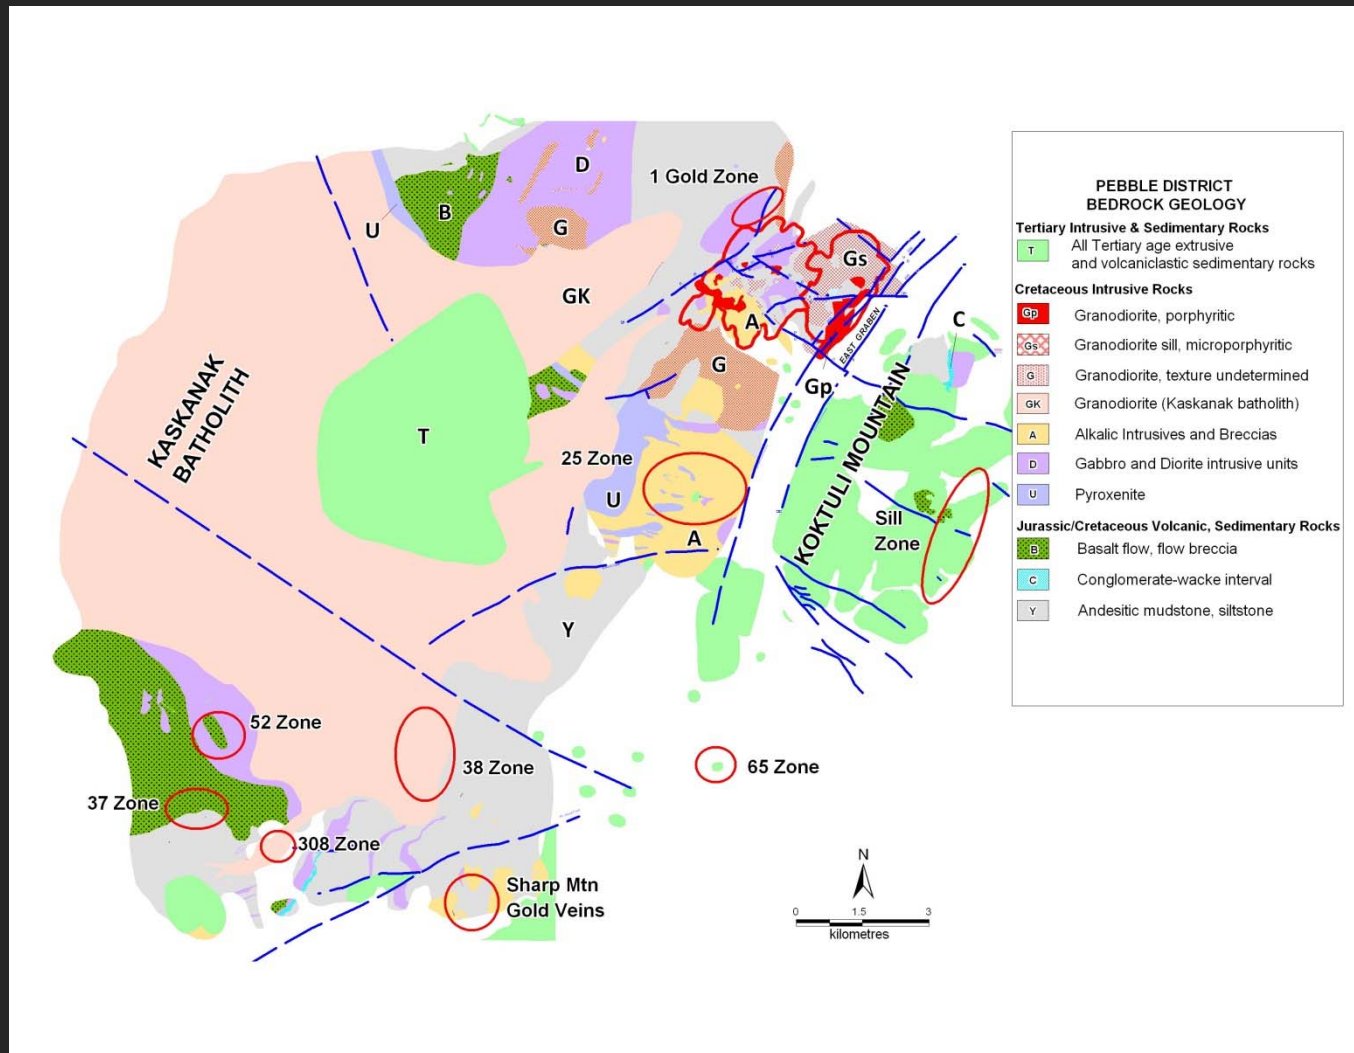 D
1 Gold Zone
B
U
G
Gs
GK
C
A
EAST GRABEN
G
Gp
KASKANAK
BATHOLITH
T
KOKTULI MOUNTAIN
25 Zone
U
Sill
Zone
A
Y
52 Zone
38 Zone
65 Zone
37 Zone
308 Zone
Sharp Mtn
Gold Veins
N
0 1.5 3
kilometres
PEBBLE DISTRICT
BEDROCK GEOLOGY
Tertiary Intrusive & Sedimentary Rocks
T All Tertiary age extrusive
and volcaniclastic sedimentary rocks
Cretaceous Intrusive Rocks
Gp Granodiorite, porphyritic
Gs Granodiorite sill, microporphyritic
G Granodiorite, texture undetermined
GK Granodiorite (Kaskanak batholith)
A Alkalic Intrusives and Breccias
D Gabbro and Diorite intrusive units
U Pyroxenite
Jurassic/Cretaceous Volcanic, Sedimentary Rocks
B Basalt flow, flow breccia
C Conglomerate-wacke interval
Y Andesitic mudstone, siltstone